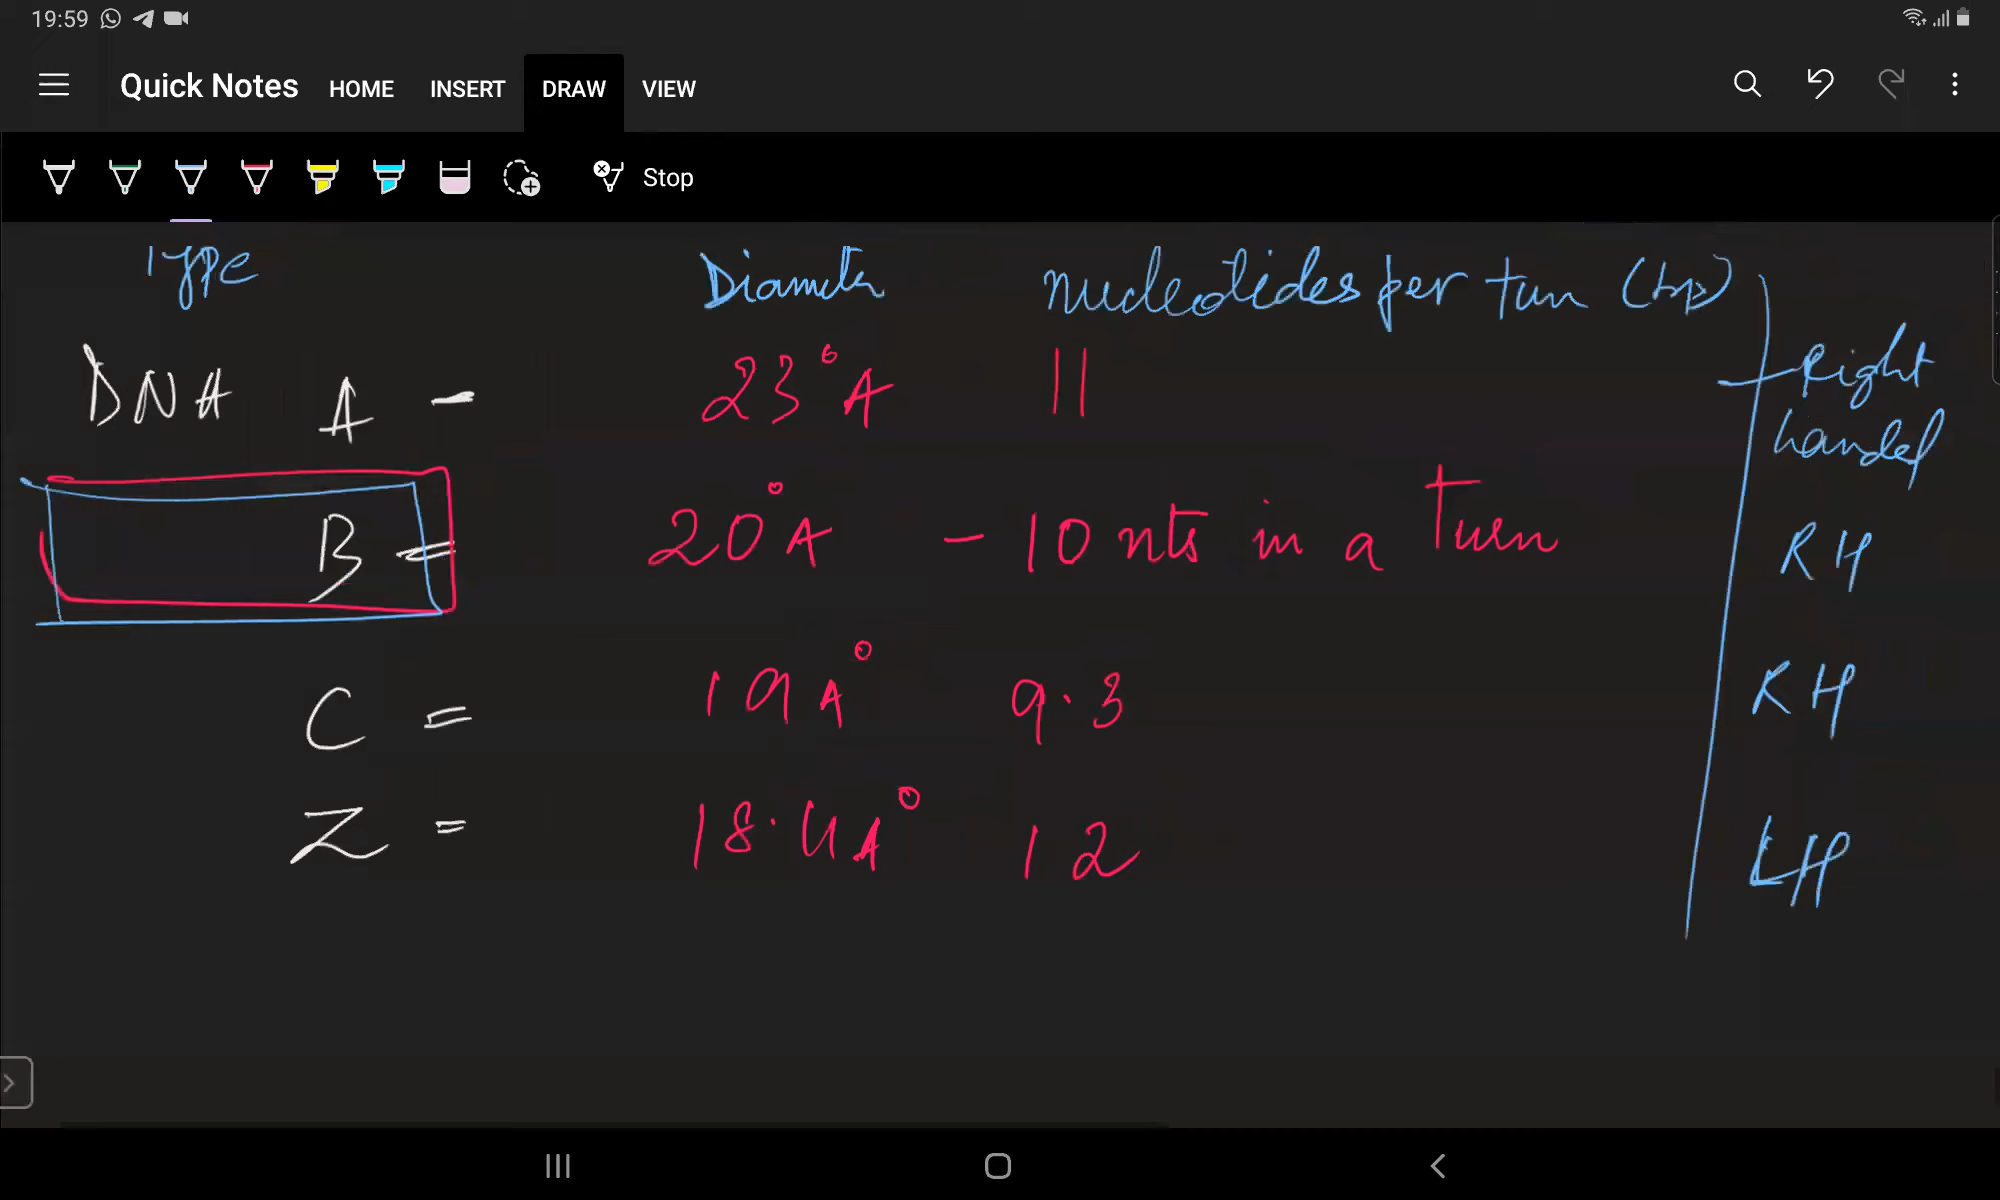 19:59
Quick Notes HOME INSERT DRAW VIEW
Stop
Type Diameter nucleotides per turn (bp)
DNA A - 23°A 11 Right handed
B = 20°A - 10 nts in a Turn RH
C = 19A° 9.3 RH
Z = 18.4A° 12 LH